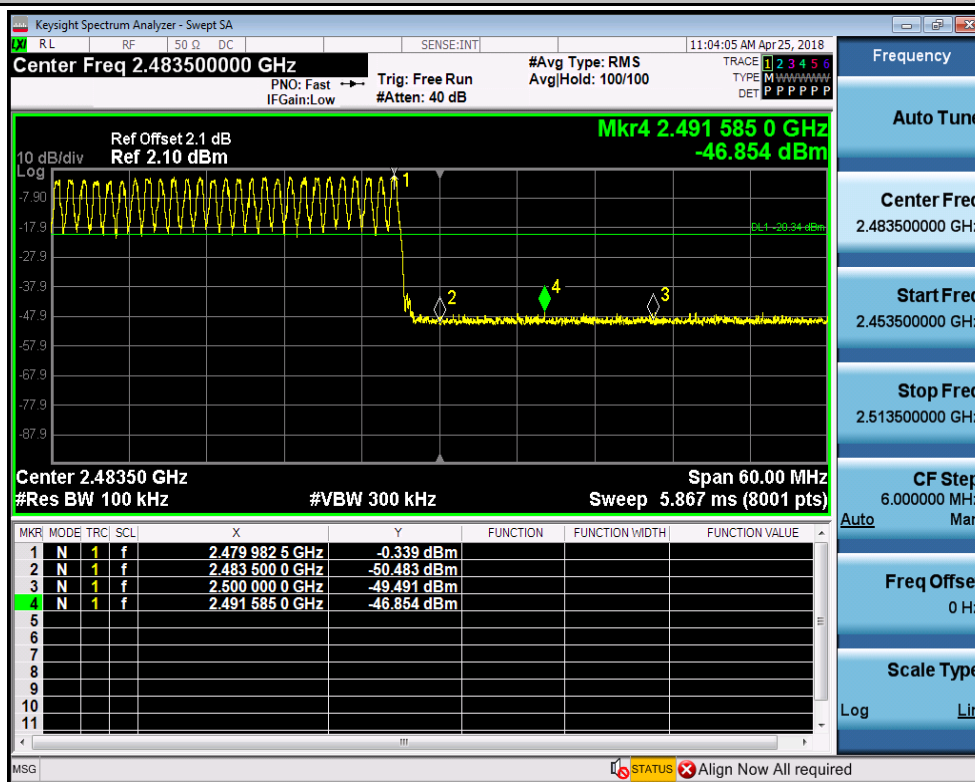 Keysight Spectrum Analyzer - Swept SA
LXI RL RF 50 Ω DC SENSE:INT 11:04:05 AM Apr 25, 2018
Center Freq 2.483500000 GHz
PNO: Fast
IFGain:Low
Trig: Free Run
#Atten: 40 dB
#Avg Type: RMS
Avg|Hold: 100/100
TRACE 1 2 3 4 5 6
TYPE M WWWWW
DET P P P P P P
Mkr4 2.491 585 0 GHz
-46.854 dBm
Ref Offset 2.1 dB
10 dB/div Ref 2.10 dBm
Log
-7.90
-17.9
-27.9
-37.9
-47.9
-57.9
-67.9
-77.9
-87.9
1
2
4
3
DL1 -20.34 dBm
Center 2.48350 GHz Span 60.00 MHz
#Res BW 100 kHz #VBW 300 kHz Sweep 5.867 ms (8001 pts)
MKR MODE TRC SCL X Y FUNCTION FUNCTION WIDTH FUNCTION VALUE
1 N 1 f 2.479 982 5 GHz -0.339 dBm
2 N 1 f 2.483 500 0 GHz -50.483 dBm
3 N 1 f 2.500 000 0 GHz -49.491 dBm
4 N 1 f 2.491 585 0 GHz -46.854 dBm
5
6
7
8
9
10
11
MSG STATUS Align Now All required
Frequency
Auto Tune
Center Freq
2.483500000 GHz
Start Freq
2.453500000 GHz
Stop Freq
2.513500000 GHz
CF Step
6.000000 MHz
Auto Man
Freq Offset
0 Hz
Scale Type
Log Lin